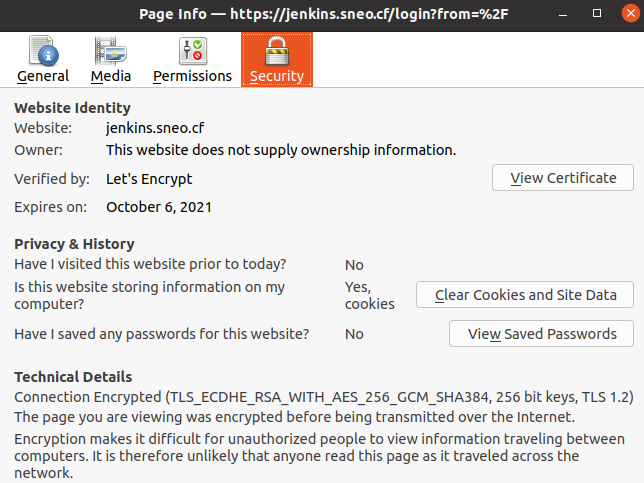 Page Info — https://jenkins.sneo.cf/login?from=%2F
General Media Permissions Security
Website Identity
Website: jenkins.sneo.cf
Owner: This website does not supply ownership information.
Verified by: Let's Encrypt View Certificate
Expires on: October 6, 2021
Privacy & History
Have I visited this website prior to today? No
Is this website storing information on my computer? Yes, cookies Clear Cookies and Site Data
Have I saved any passwords for this website? No View Saved Passwords
Technical Details
Connection Encrypted (TLS_ECDHE_RSA_WITH_AES_256_GCM_SHA384, 256 bit keys, TLS 1.2)
The page you are viewing was encrypted before being transmitted over the Internet.
Encryption makes it difficult for unauthorized people to view information traveling between
computers. It is therefore unlikely that anyone read this page as it traveled across the
network.